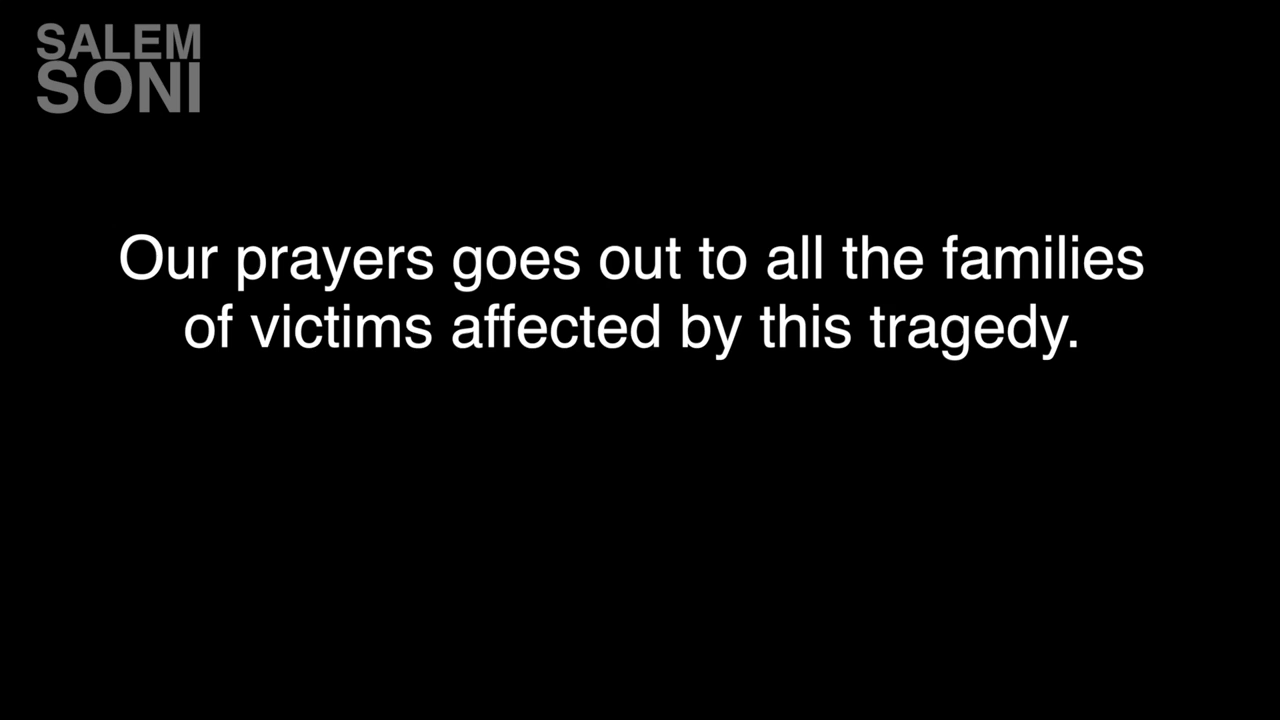 SALEM
SONI
Our prayers goes out to all the families
of victims affected by this tragedy.